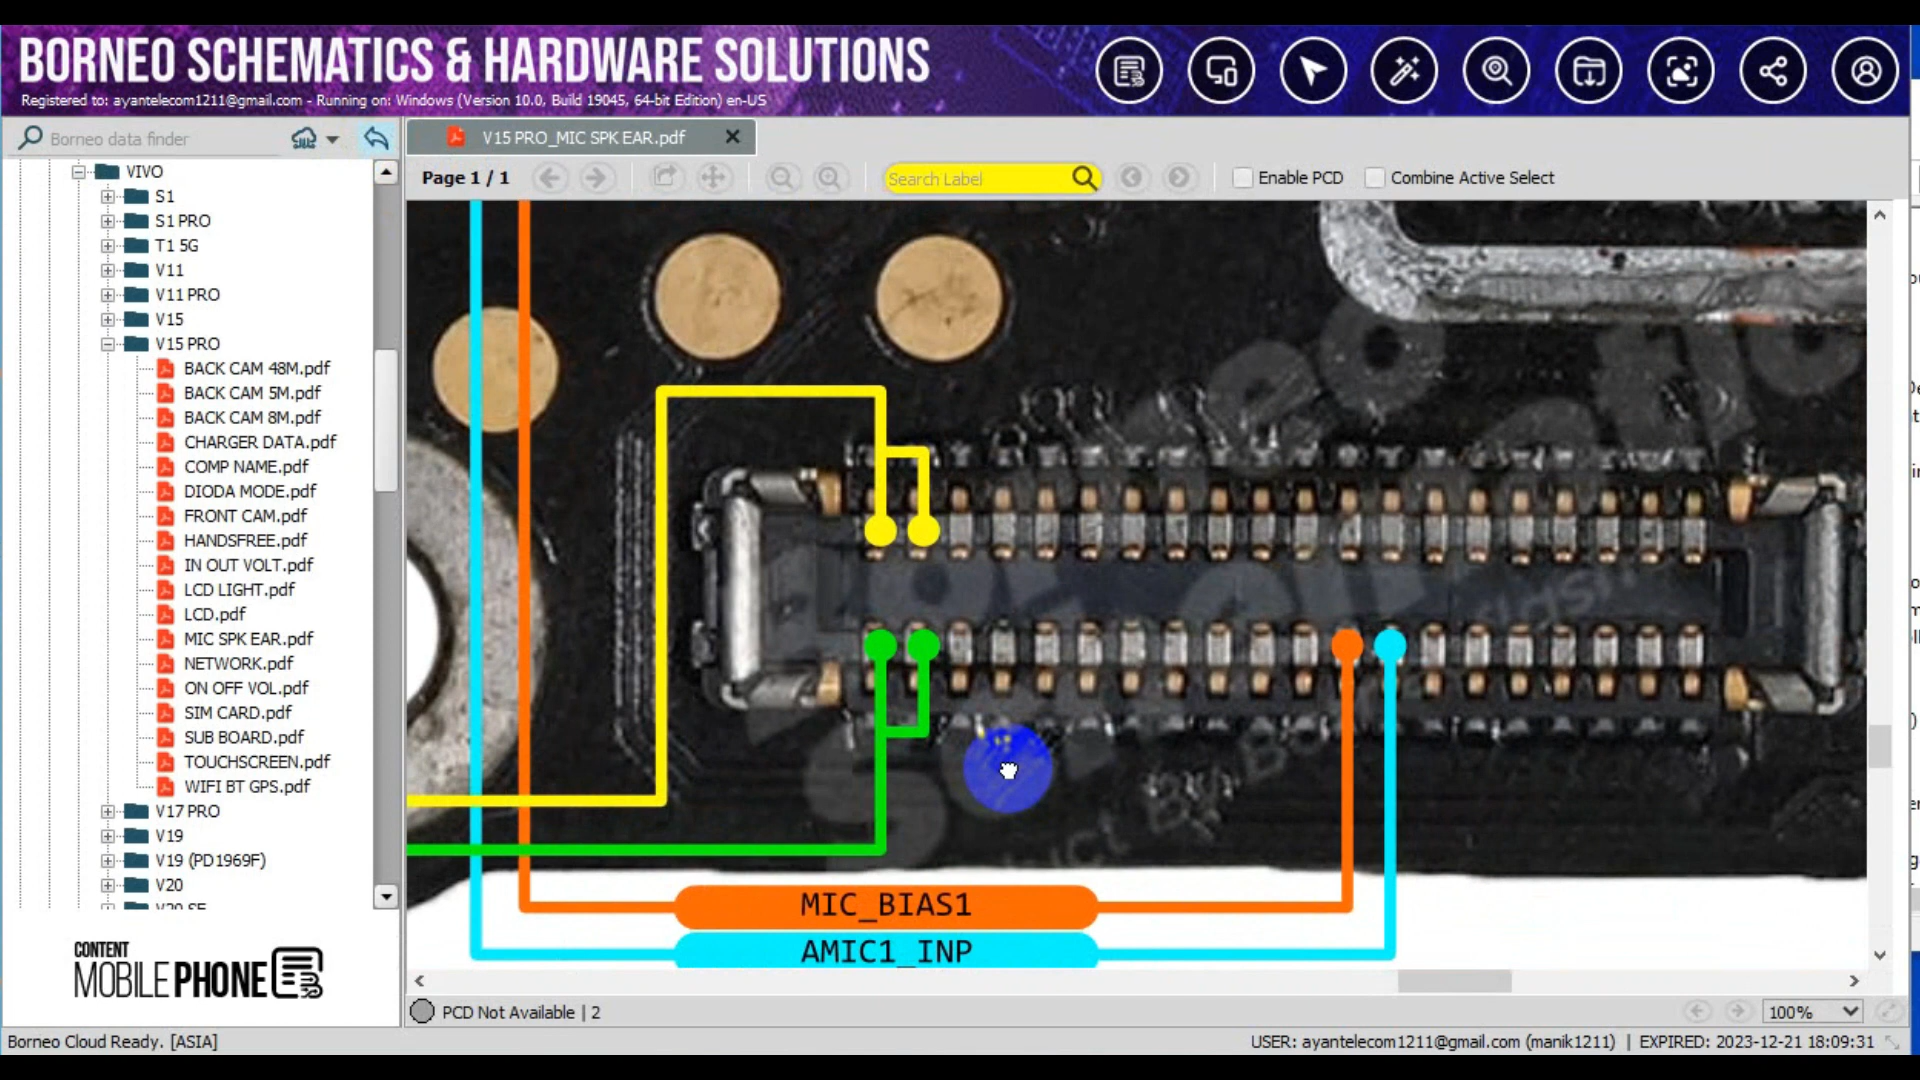 BORNEO SCHEMATICS & HARDWARE SOLUTIONS
Registered to: ayantelecom1211@gmail.com - Running on: Windows (Version 10.0, Build 19045, 64-bit Edition) en-US
Borneo data finder
V15 PRO_MIC SPK EAR.pdf
Page 1 / 1
Search Label
Enable PCD
Combine Active Select
VIVO
S1
S1 PRO
T1 5G
V11
V11 PRO
V15
V15 PRO
BACK CAM 48M.pdf
BACK CAM 5M.pdf
BACK CAM 8M.pdf
CHARGER DATA.pdf
COMP NAME.pdf
DIODA MODE.pdf
FRONT CAM.pdf
HANDSFREE.pdf
IN OUT VOLT.pdf
LCD LIGHT.pdf
LCD.pdf
MIC SPK EAR.pdf
NETWORK.pdf
ON OFF VOL.pdf
SIM CARD.pdf
SUB BOARD.pdf
TOUCHSCREEN.pdf
WIFI BT GPS.pdf
V17 PRO
V19
V19 (PD1969F)
V20
V20 SE
MIC_BIAS1
AMIC1_INP
CONTENT
MOBILE PHONE
PCD Not Available | 2
100%
Borneo Cloud Ready. [ASIA]
USER: ayantelecom1211@gmail.com (manik1211) | EXPIRED: 2023-12-21 18:09:31